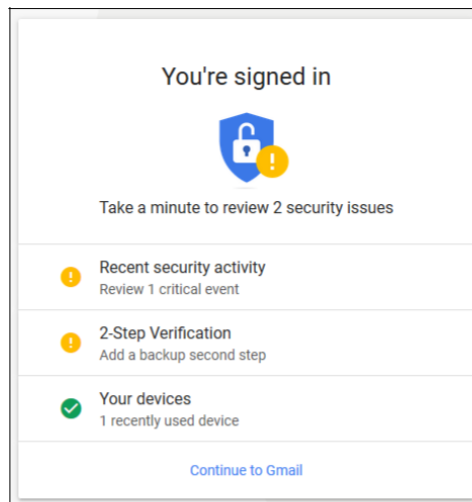 You're signed in
Take a minute to review 2 security issues
Recent security activity
Review 1 critical event
2-Step Verification
Add a backup second step
Your devices
1 recently used device
Continue to Gmail